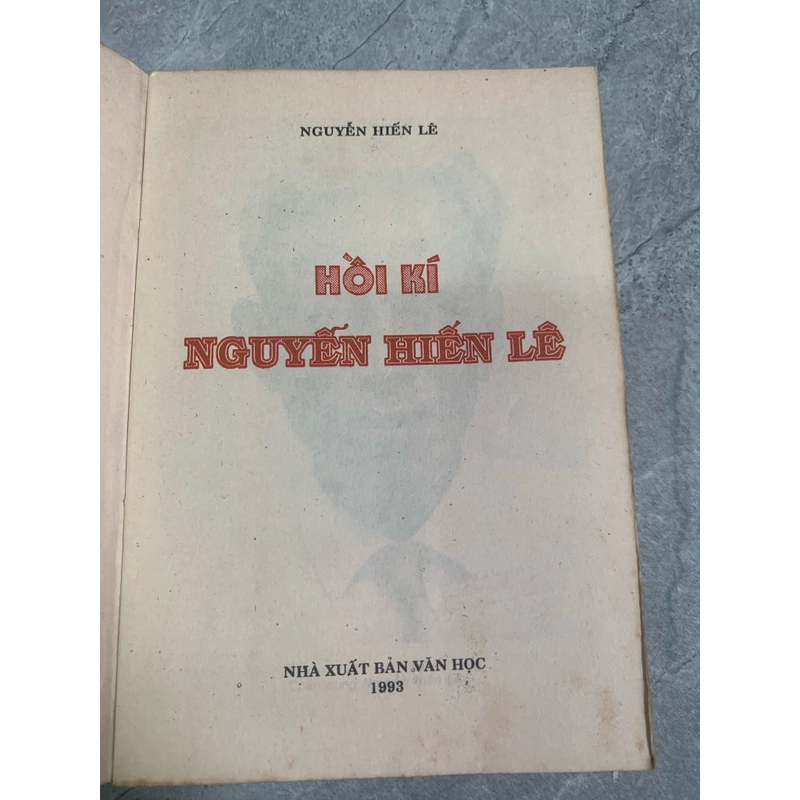 NGUYỄN HIẾN LÊ
HỒI KÍ
NGUYỄN HIẾN LÊ
NHÀ XUẤT BẢN VĂN HỌC
1993